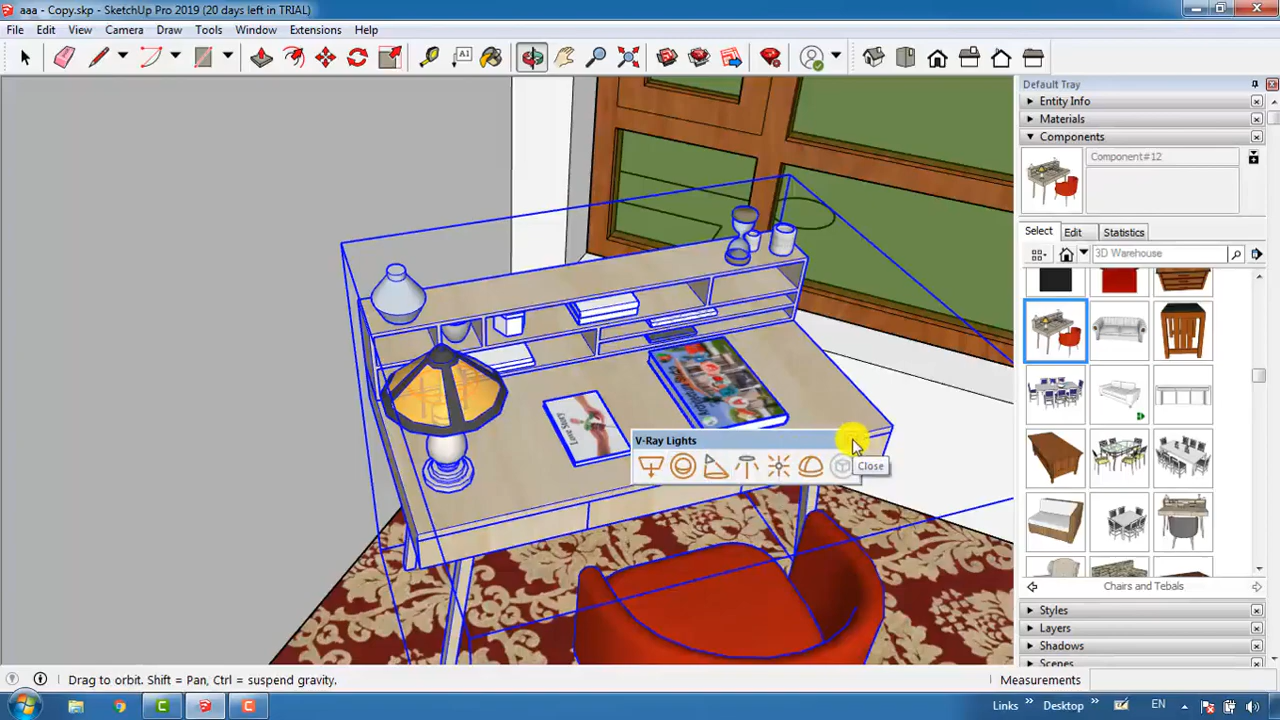 aaa - Copy.skp - SketchUp Pro 2019 (20 days left in TRIAL)
File Edit View Camera Draw Tools Window Extensions Help
Default Tray
Entity Info
Materials
Components
Component#12
Select Edit Statistics
3D Warehouse
Love Story
V-Ray Lights
Close
Chairs and Tebals
Styles
Layers
Shadows
Scenes
Drag to orbit. Shift = Pan, Ctrl = suspend gravity.
Measurements
Links
Desktop
EN